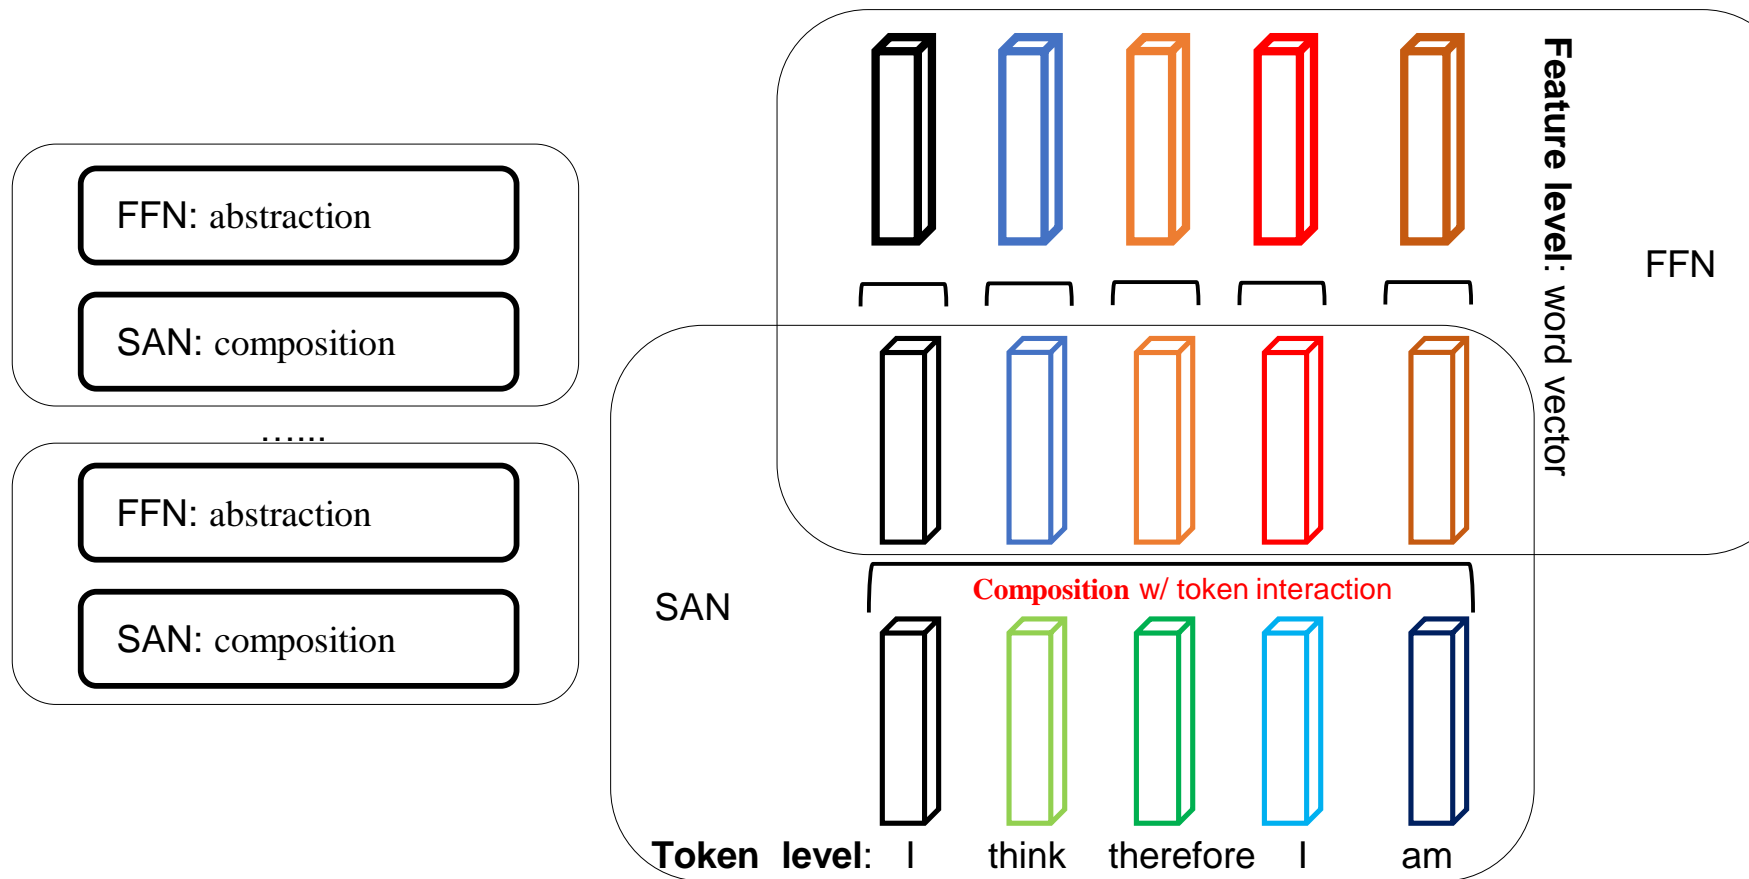 FFN: abstraction
SAN: composition
…...
FFN: abstraction
SAN: composition
Feature level: word vector
FFN
SAN
Composition w/ token interaction
Token level: I think therefore I am